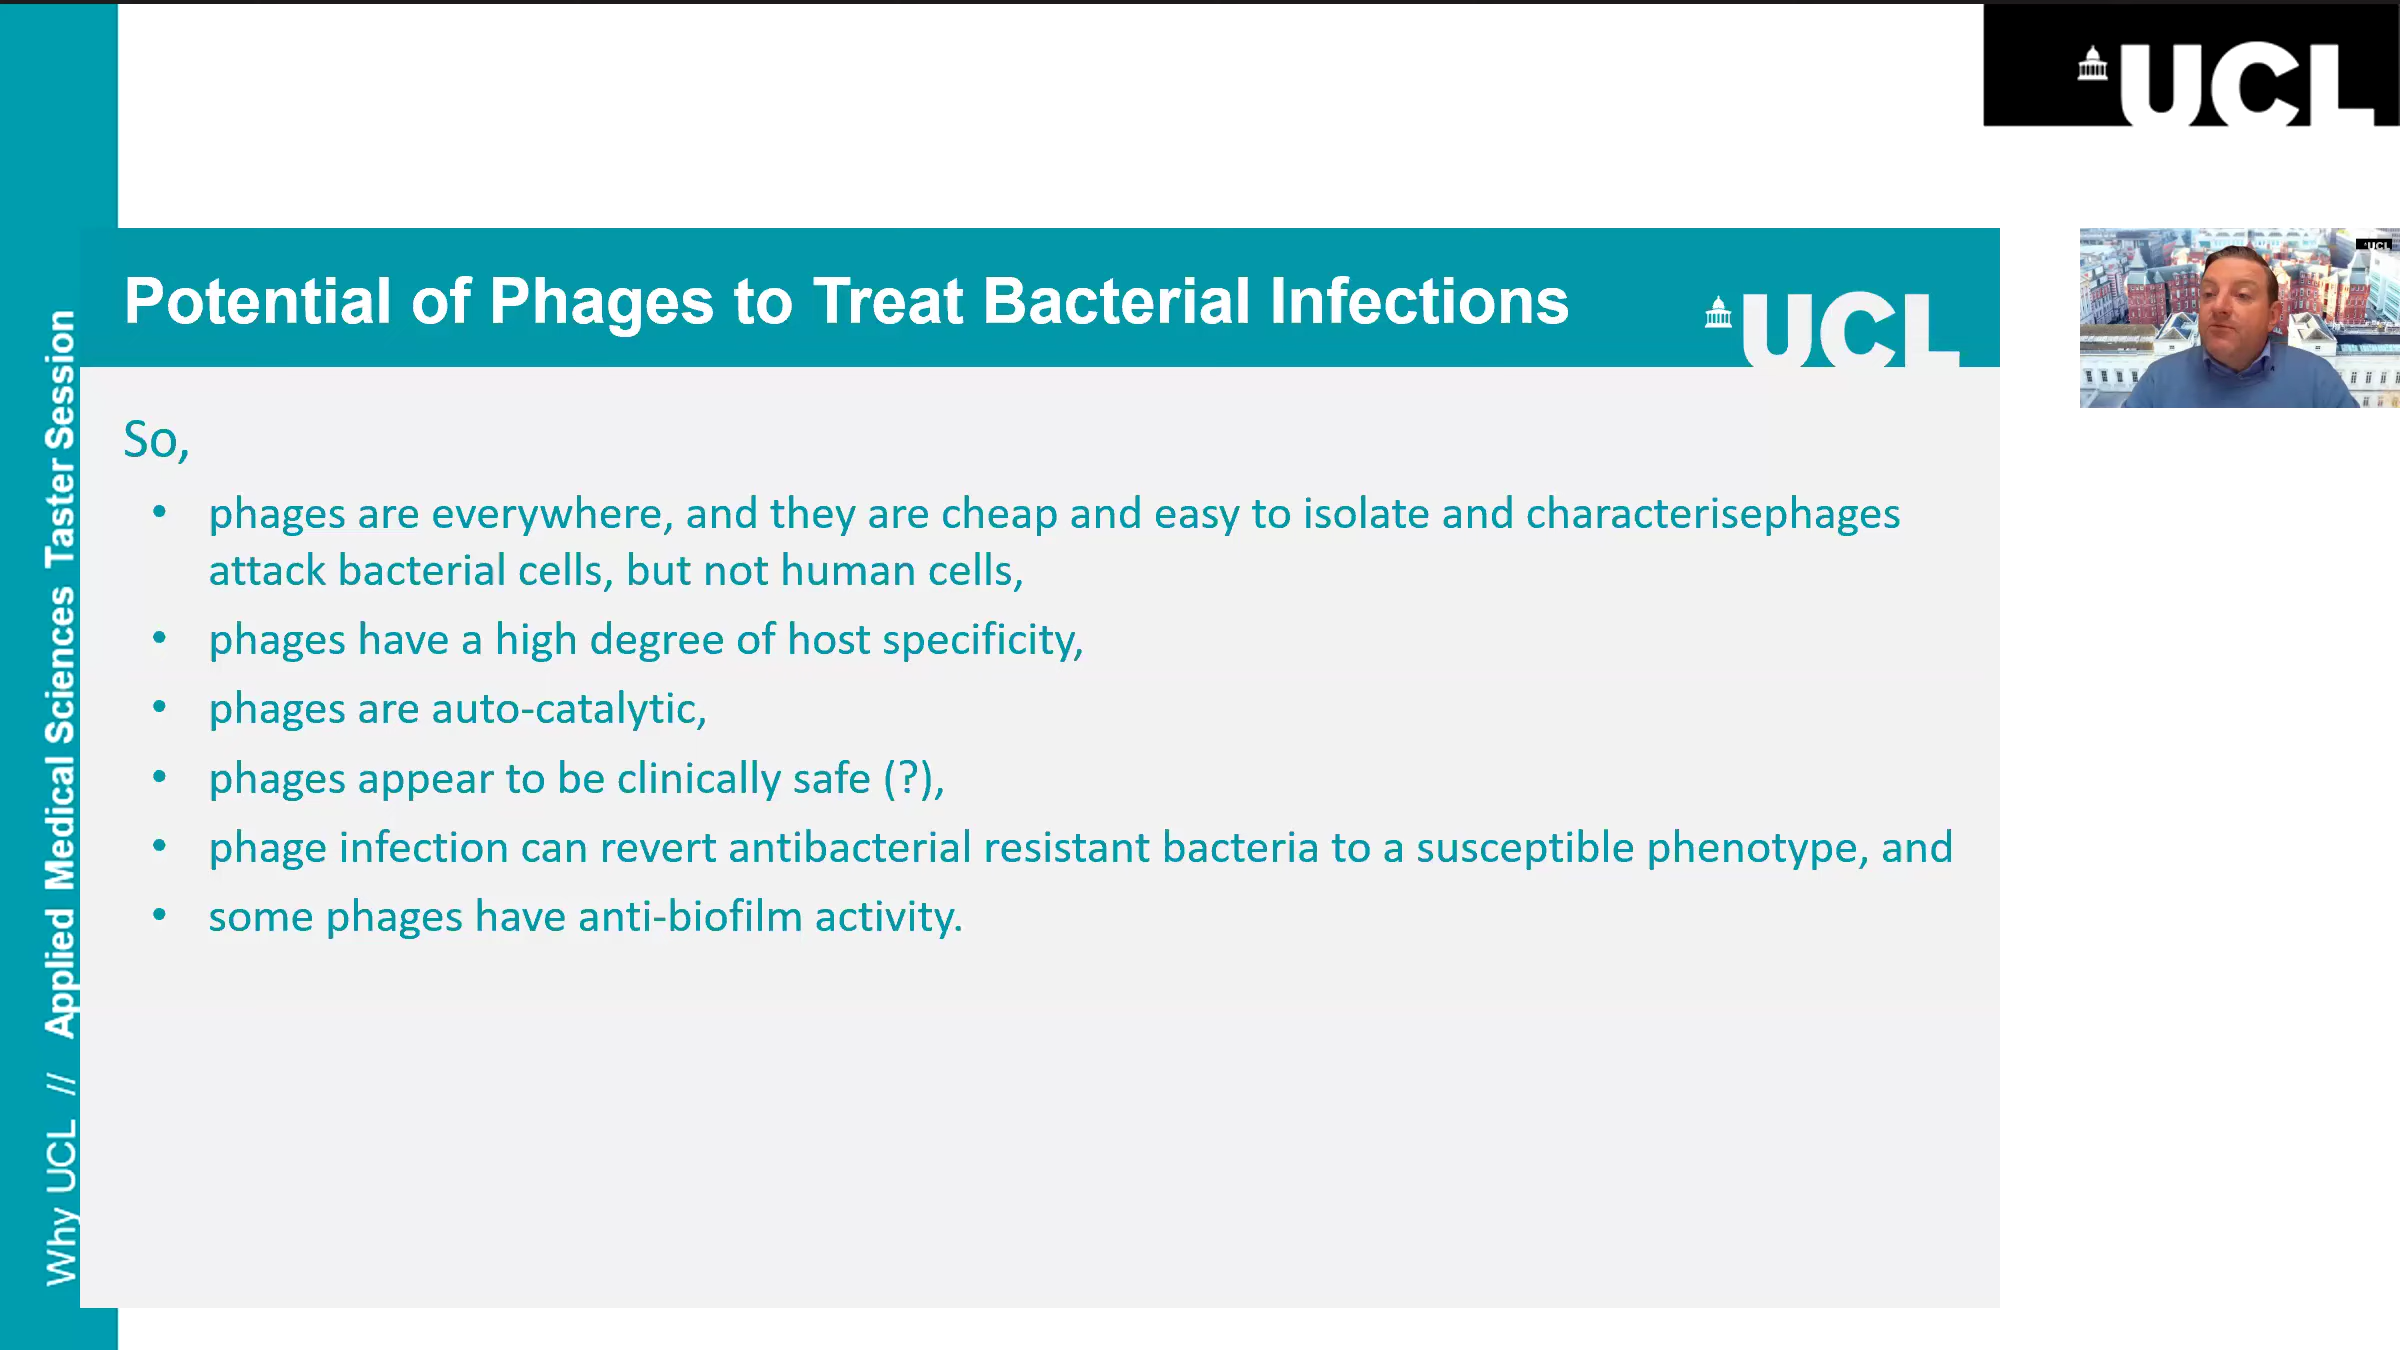 UCL
Potential of Phages to Treat Bacterial Infections
UCL
UCL
So,
• phages are everywhere, and they are cheap and easy to isolate and characterisephages
attack bacterial cells, but not human cells,
• phages have a high degree of host specificity,
• phages are auto-catalytic,
• phages appear to be clinically safe (?),
• phage infection can revert antibacterial resistant bacteria to a susceptible phenotype, and
• some phages have anti-biofilm activity.
Why UCL // Applied Medical Sciences Taster Session